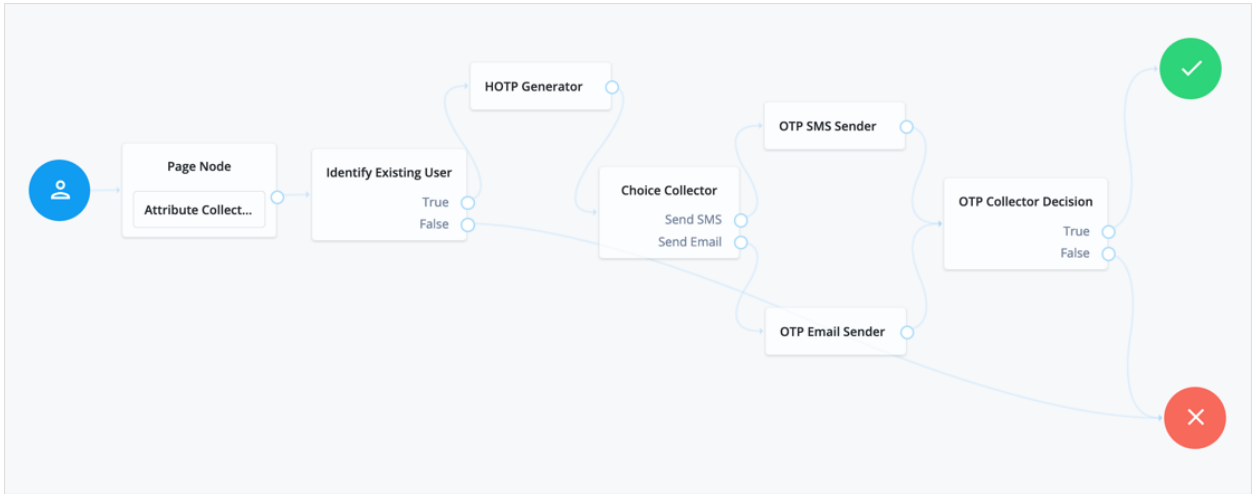 Page Node
Attribute Collect...
Identify Existing User
True
False
HOTP Generator
Choice Collector
Send SMS
Send Email
OTP SMS Sender
OTP Email Sender
OTP Collector Decision
True
False